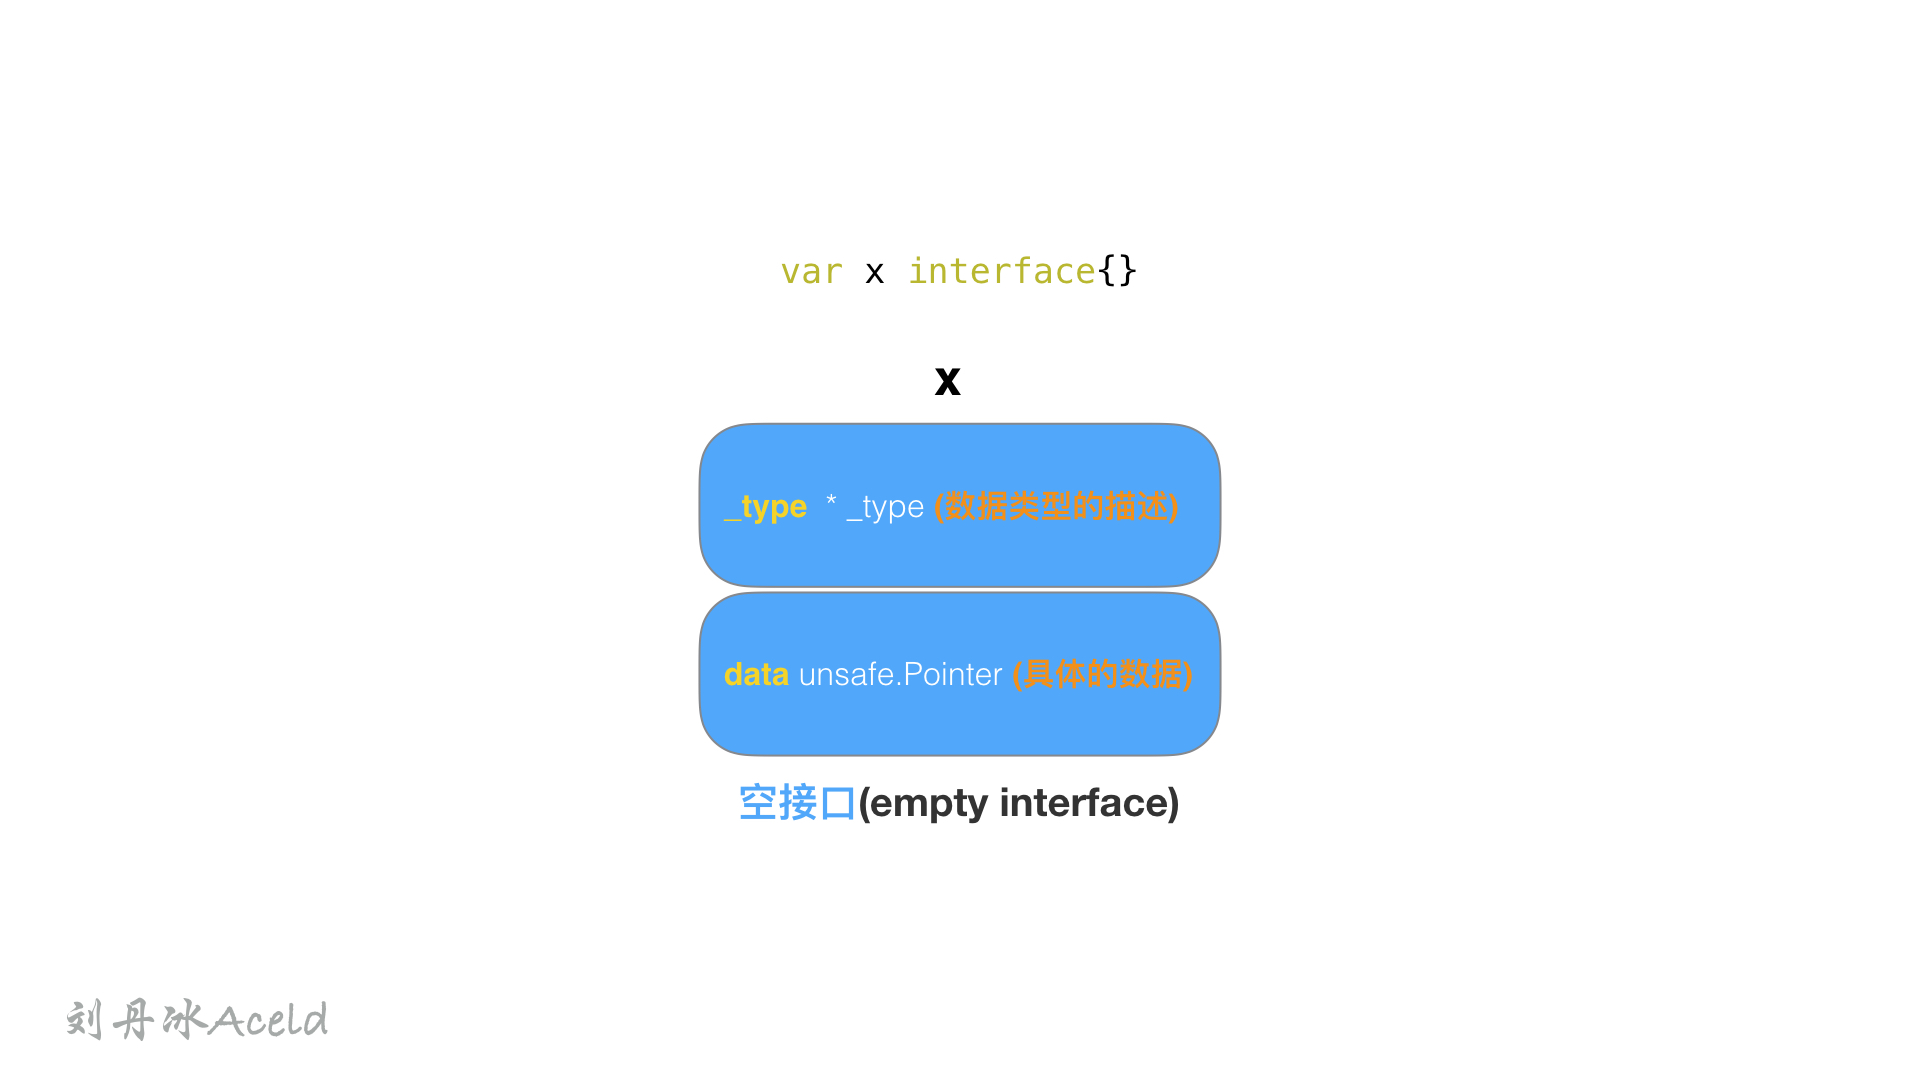 var x interface{}
x
_type * _type (数据类型的描述)
data unsafe.Pointer (具体的数据)
空接口(empty interface)
刘丹冰Aceld